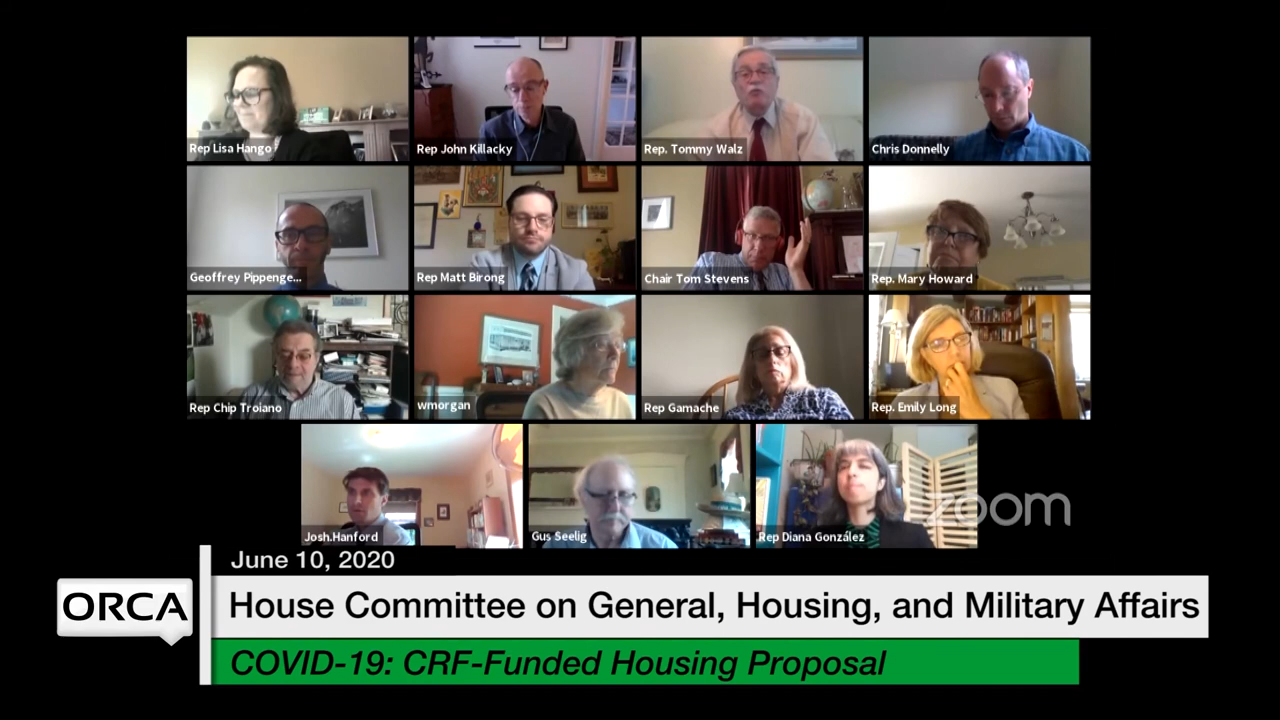 Rep Lisa Hango
Rep John Killacky
Rep. Tommy Walz
Chris Donnelly
Geoffrey Pippenge...
Rep Matt Birong
Chair Tom Stevens
Rep. Mary Howard
Rep Chip Troiano
wmorgan
Rep Gamache
Rep. Emily Long
Josh.Hanford
Gus Seelig
Rep Diana González
zoom
June 10, 2020
ORCA
House Committee on General, Housing, and Military Affairs
COVID-19: CRF-Funded Housing Proposal